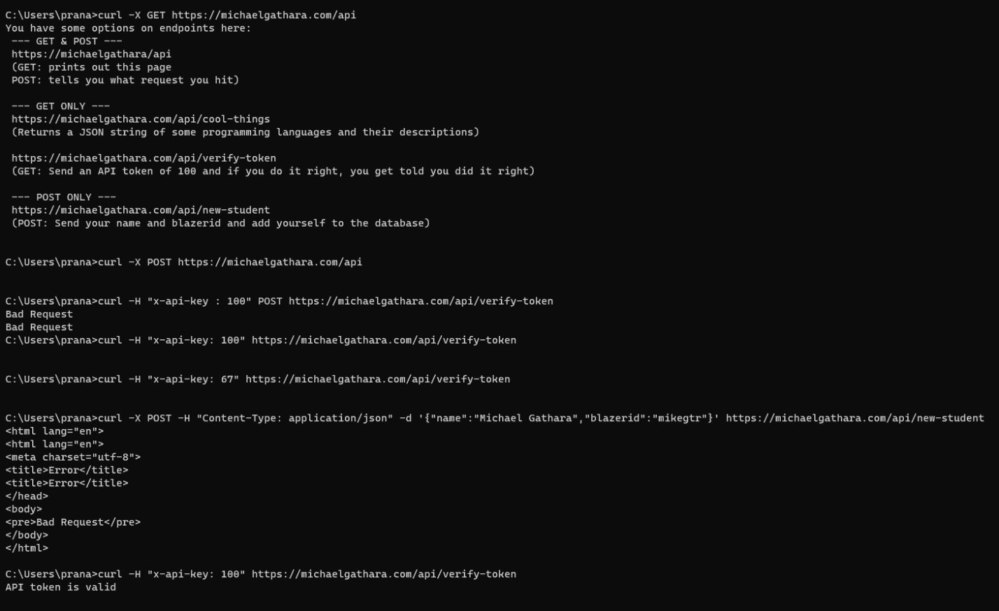 C:\Users\prana>curl -X GET https://michaelgathara.com/api
You have some options on endpoints here:
--- GET & POST ---
https://michaelgathara/api
(GET: prints out this page
POST: tells you what request you hit)
--- GET ONLY ---
https://michaelgathara.com/api/cool-things
(Returns a JSON string of some programming languages and their descriptions)
https://michaelgathara.com/api/verify-token
(GET: Send an API token of 100 and if you do it right, you get told you did it right)
--- POST ONLY ---
https://michaelgathara.com/api/new-student
(POST: Send your name and blazerid and add yourself to the database)
C:\Users\prana>curl -X POST https://michaelgathara.com/api
C:\Users\prana>curl -H "x-api-key : 100" POST https://michaelgathara.com/api/verify-token
Bad Request
Bad Request
C:\Users\prana>curl -H "x-api-key: 100" https://michaelgathara.com/api/verify-token
C:\Users\prana>curl -H "x-api-key: 67" https://michaelgathara.com/api/verify-token
C:\Users\prana>curl -X POST -H "Content-Type: application/json" -d '{"name":"Michael Gathara","blazerid":"mikegtr"}' https://michaelgathara.com/api/new-student
<html lang="en">
<html lang="en">
<meta charset="utf-8">
<title>Error</title>
<title>Error</title>
</head>
<body>
<pre>Bad Request</pre>
</body>
</html>
C:\Users\prana>curl -H "x-api-key: 100" https://michaelgathara.com/api/verify-token
API token is valid